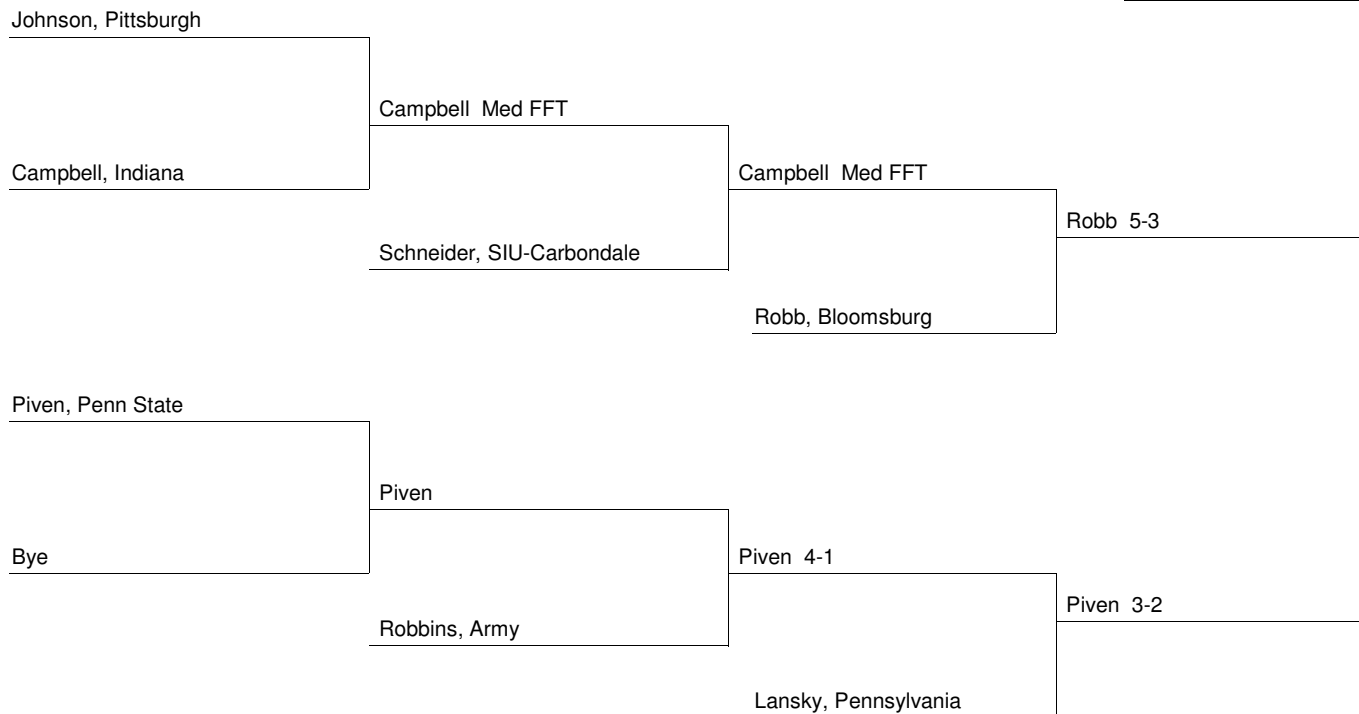 Johnson, Pittsburgh
Campbell  Med FFT
Campbell, Indiana
Campbell  Med FFT
Robb  5-3
Schneider, SIU-Carbondale
Robb, Bloomsburg
Piven, Penn State
Piven
Bye
Piven  4-1
Piven  3-2
Robbins, Army
Lansky, Pennsylvania